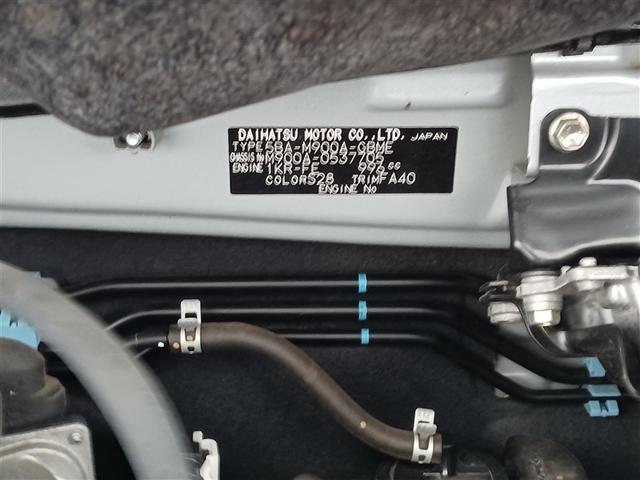 DAIHATSU MOTOR CO.,LTD. JAPAN
TYPE 5BA-M900A-GBME
CHASSIS No M900A-0537705
ENGINE 1KR-FE 996 CC
COLOR S28 TRIM FA40
ENGINE No